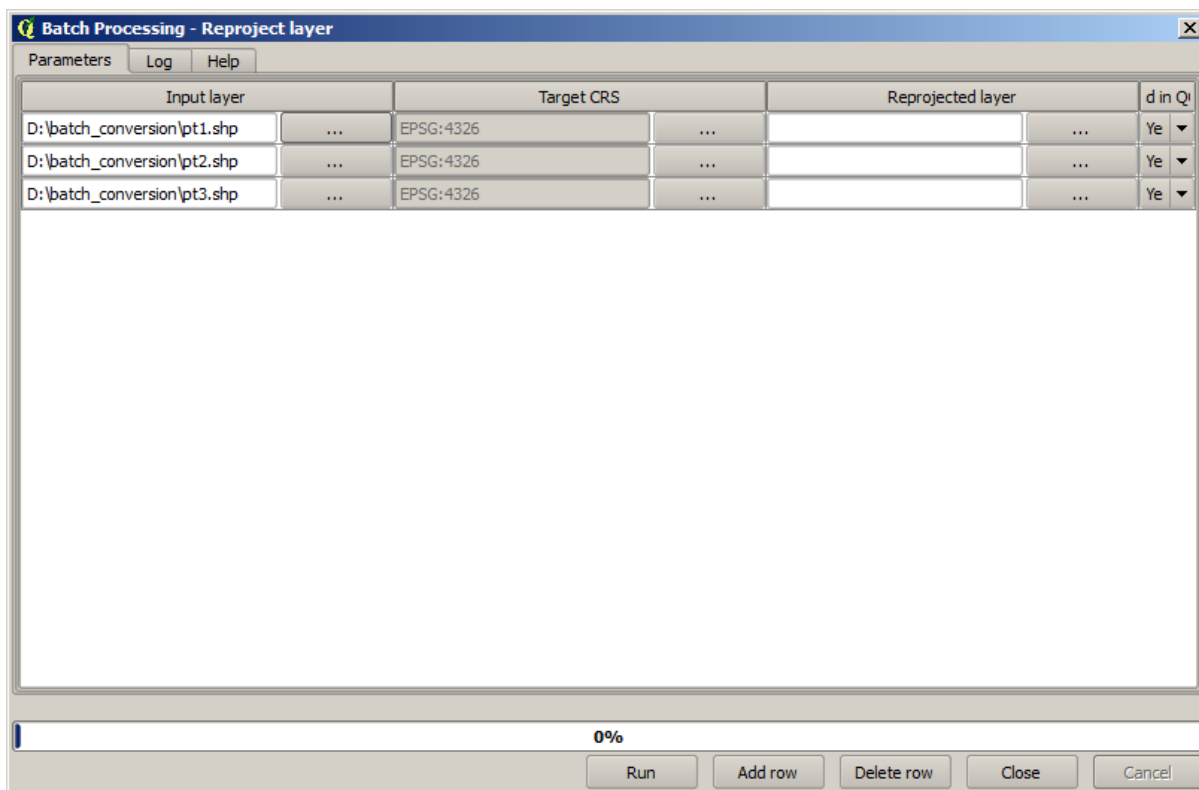 Batch Processing - Reproject layer
Parameters Log Help
Input layer Target CRS Reprojected layer d in Q
D:\batch_conversion\pt1.shp ... EPSG:4326 ... ... Ye
D:\batch_conversion\pt2.shp ... EPSG:4326 ... ... Ye
D:\batch_conversion\pt3.shp ... EPSG:4326 ... ... Ye
0%
Run Add row Delete row Close Cancel